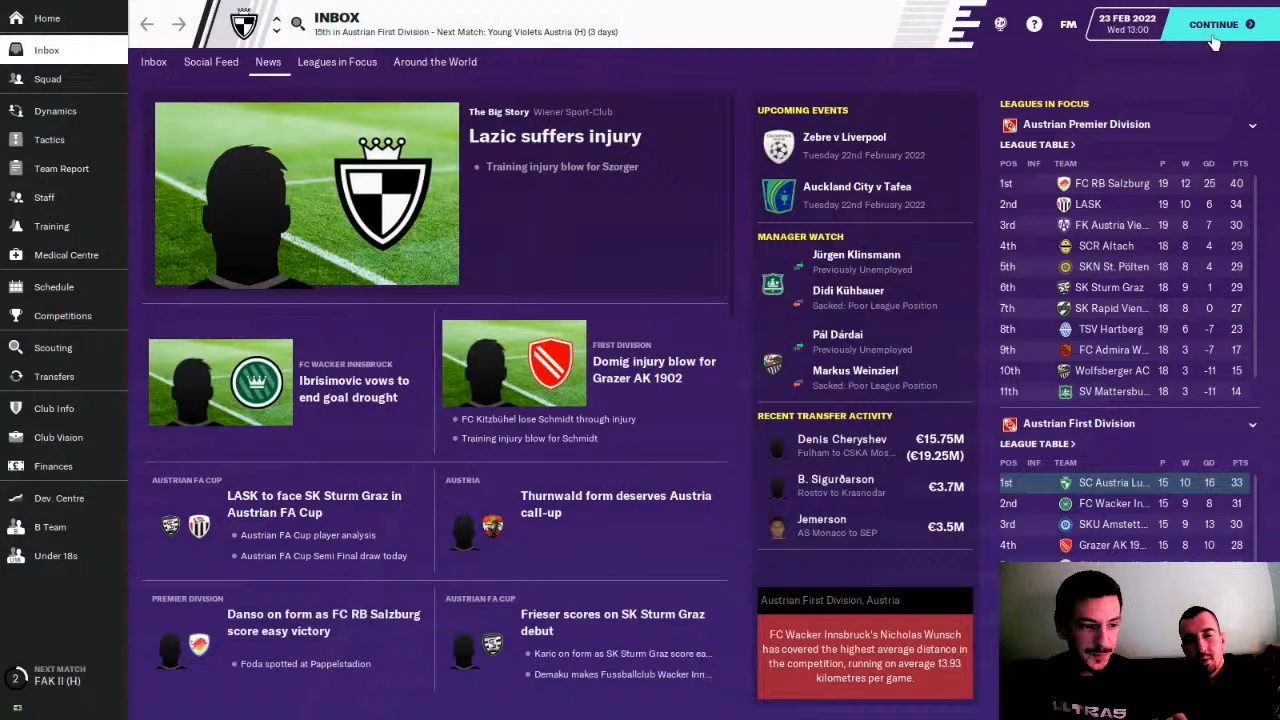 INBOX
15th in Austrian First Division - Next Match: Young Violets Austria (H) (3 days)
FM
23 FEB 2022
Wed 13:00
CONTINUE
Home
Inbox
Squad
Dynamics
Tactics
Team Report
Staff
Training
Medical Centre
Schedule
Competitions
Scouting
Transfers
Club Info
Club Vision
Finances
Dev. Centre
B Team
Under 18s
2
NEXT MATCH
FAK II (H)
Inbox
Social Feed
News
Leagues in Focus
Around the World
The Big Story Wiener Sport-Club
Lazic suffers injury
Training injury blow for Szorger
FC WACKER INNSBRUCK
Ibrisimovic vows to
end goal drought
FIRST DIVISION
Domig injury blow for
Grazer AK 1902
FC Kitzbühel lose Schmidt through injury
Training injury blow for Schmidt
AUSTRIAN FA CUP
LASK to face SK Sturm Graz in
Austrian FA Cup
Austrian FA Cup player analysis
Austrian FA Cup Semi Final draw today
AUSTRIA
Thurnwald form deserves Austria
call-up
PREMIER DIVISION
Danso on form as FC RB Salzburg
score easy victory
Foda spotted at Pappelstadion
AUSTRIAN FA CUP
Frieser scores on SK Sturm Graz
debut
Karic on form as SK Sturm Graz score ea...
Demaku makes Fussballclub Wacker Inn...
UPCOMING EVENTS
Zebre v Liverpool
Tuesday 22nd February 2022
Auckland City v Tafea
Tuesday 22nd February 2022
MANAGER WATCH
Jürgen Klinsmann
Previously Unemployed
Didi Kühbauer
Sacked: Poor League Position
Pál Dárdai
Previously Unemployed
Markus Weinzierl
Sacked: Poor League Position
RECENT TRANSFER ACTIVITY
Denis Cheryshev €15.75M
Fulham to CSKA Mos... (€19.25M)
B. Sigurðarson €3.7M
Rostov to Krasnodar
Jemerson €3.5M
AS Monaco to SEP
Austrian First Division, Austria
FC Wacker Innsbruck's Nicholas Wunsch
has covered the highest average distance in
the competition, running on average 13.93
kilometres per game.
LEAGUES IN FOCUS
Austrian Premier Division
LEAGUE TABLE >
POS INF TEAM P W GD PTS
1st FC RB Salzburg 19 12 25 40
2nd LASK 19 10 6 34
3rd FK Austria Vie... 19 8 7 30
4th SCR Altach 18 8 4 29
5th SKN St. Pölten 18 8 4 29
6th SK Sturm Graz 18 9 1 29
7th SK Rapid Vien... 18 8 0 27
8th TSV Hartberg 19 6 -7 23
9th FC Admira W... 18 3 -7 17
10th Wolfsberger AC 18 3 -11 15
11th SV Mattersbu... 18 3 -11 14
Austrian First Division
LEAGUE TABLE >
POS INF TEAM P W GD PTS
1st SC Austria Lu... 15 10 16 33
2nd FC Wacker In... 15 9 8 31
3rd SKU Amstett... 15 9 13 30
4th Grazer AK 19... 15 8 10 28
ULTRAS